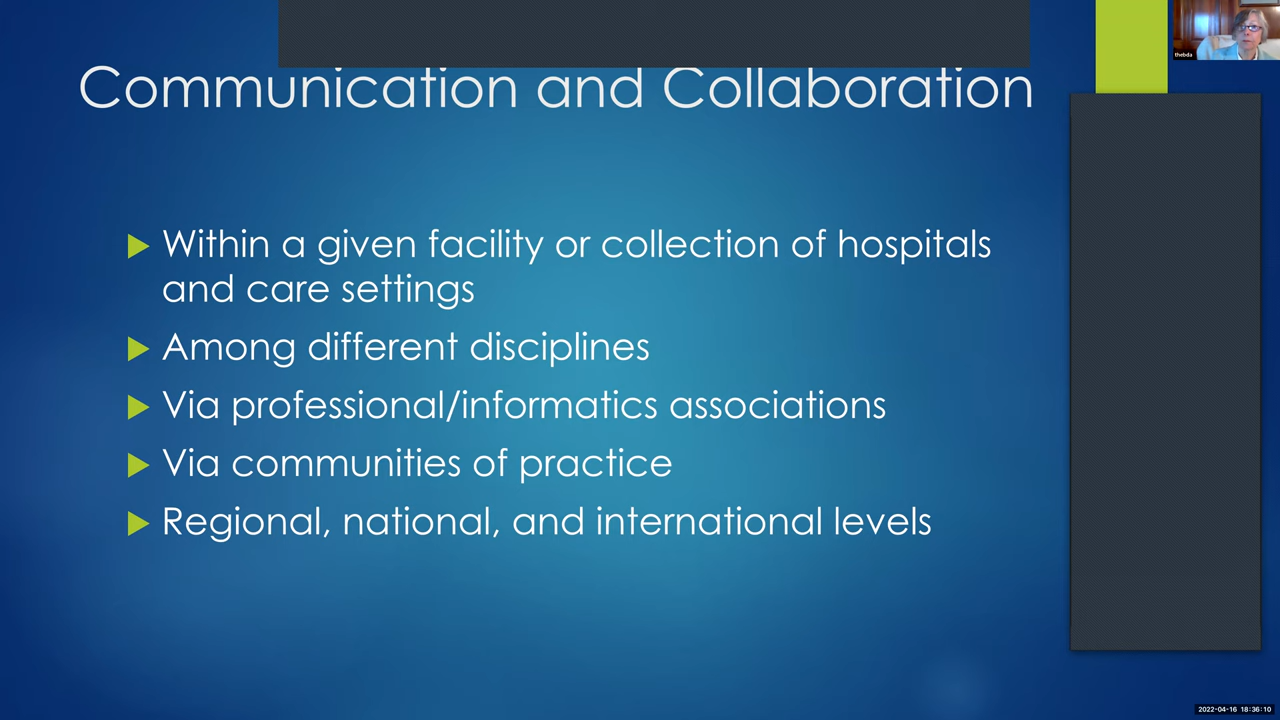 thebda
Communication and Collaboration
Within a given facility or collection of hospitals
and care settings
Among different disciplines
Via professional/informatics associations
Via communities of practice
Regional, national, and international levels
2022-04-16 18:36:10